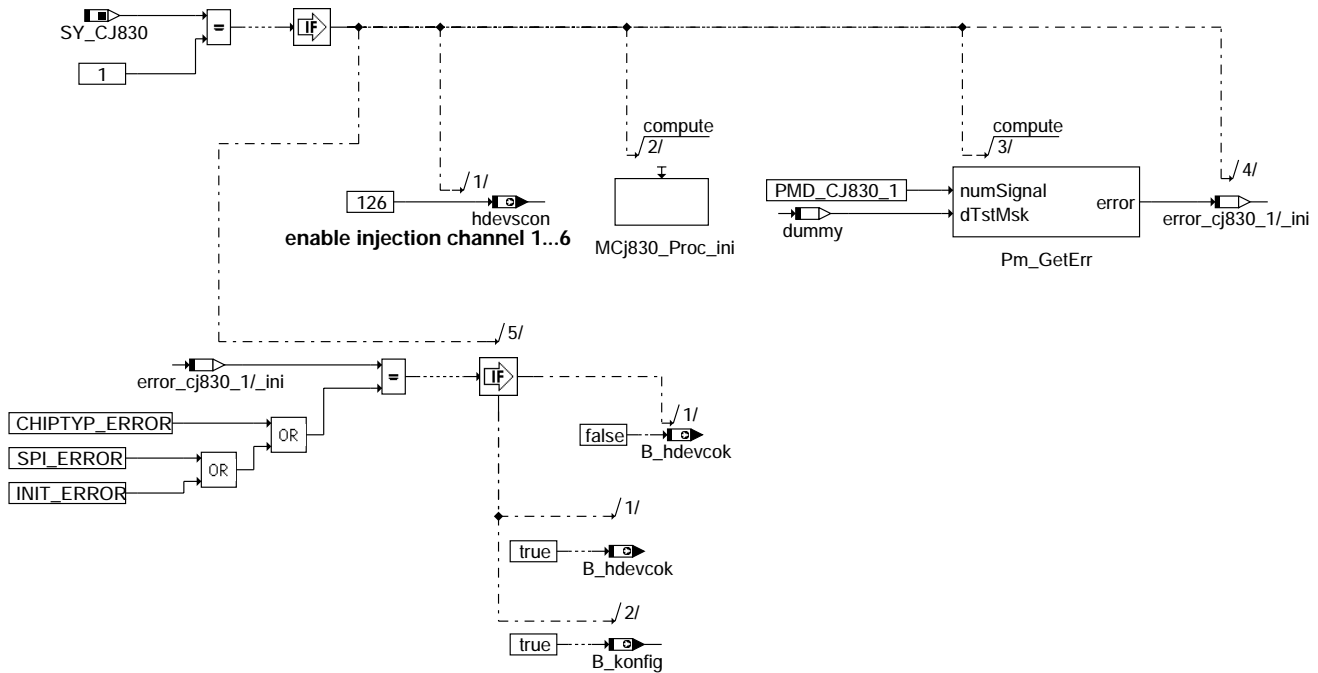 SY_CJ830
=
IF
1
compute
2/
compute
3/
/1/
/4/
126
hdevscon
enable injection channel 1...6
MCj830_Proc_ini
PMD_CJ830_1
numSignal
dTstMsk
error
dummy
error_cj830_1/_ini
Pm_GetErr
/5/
error_cj830_1/_ini
=
IF
CHIPTYP_ERROR
OR
SPI_ERROR
OR
INIT_ERROR
/1/
false
B_hdevcok
/1/
true
B_hdevcok
/2/
true
B_konfig